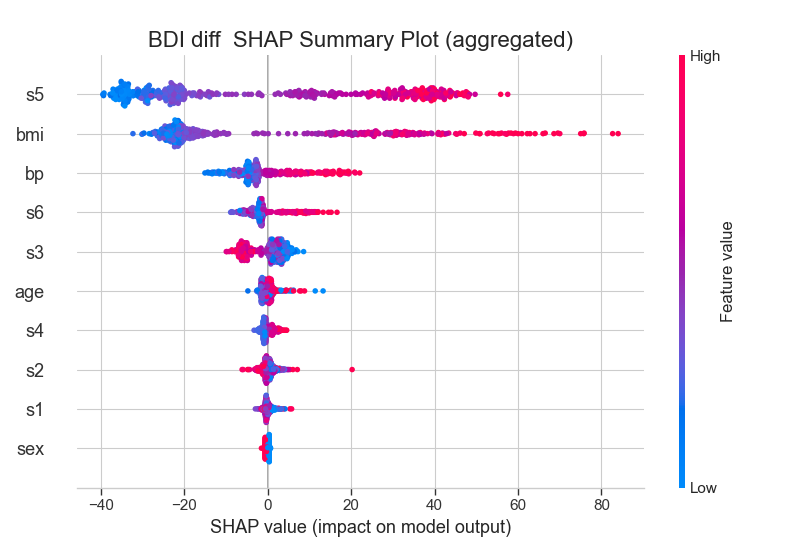 BDI diff  SHAP Summary Plot (aggregated)
High
s5
bmi
bp
s6
s3
age
s4
s2
s1
sex
Feature value
Low
−40
−20
0
20
40
60
80
SHAP value (impact on model output)